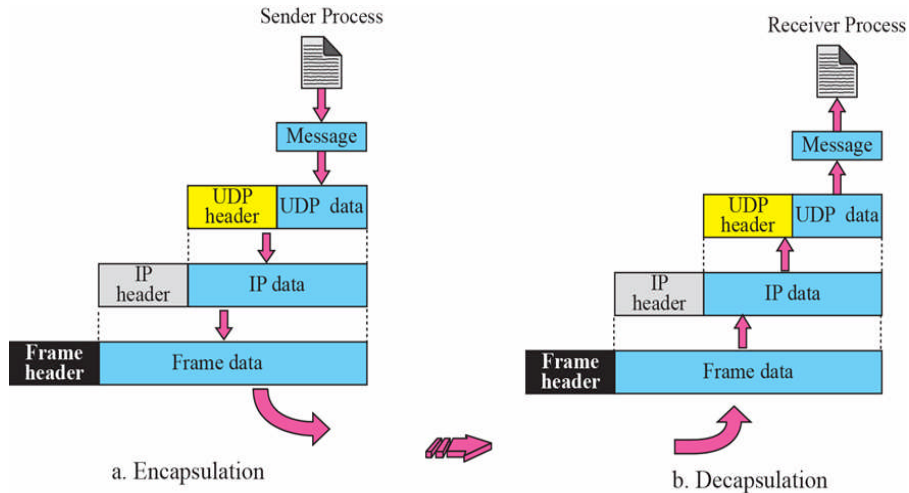 Sender Process
Message
UDP
header
UDP data
IP
header
IP data
Frame
header
Frame data
a. Encapsulation
Receiver Process
Message
UDP
header
UDP data
IP
header
IP data
Frame
header
Frame data
b. Decapsulation